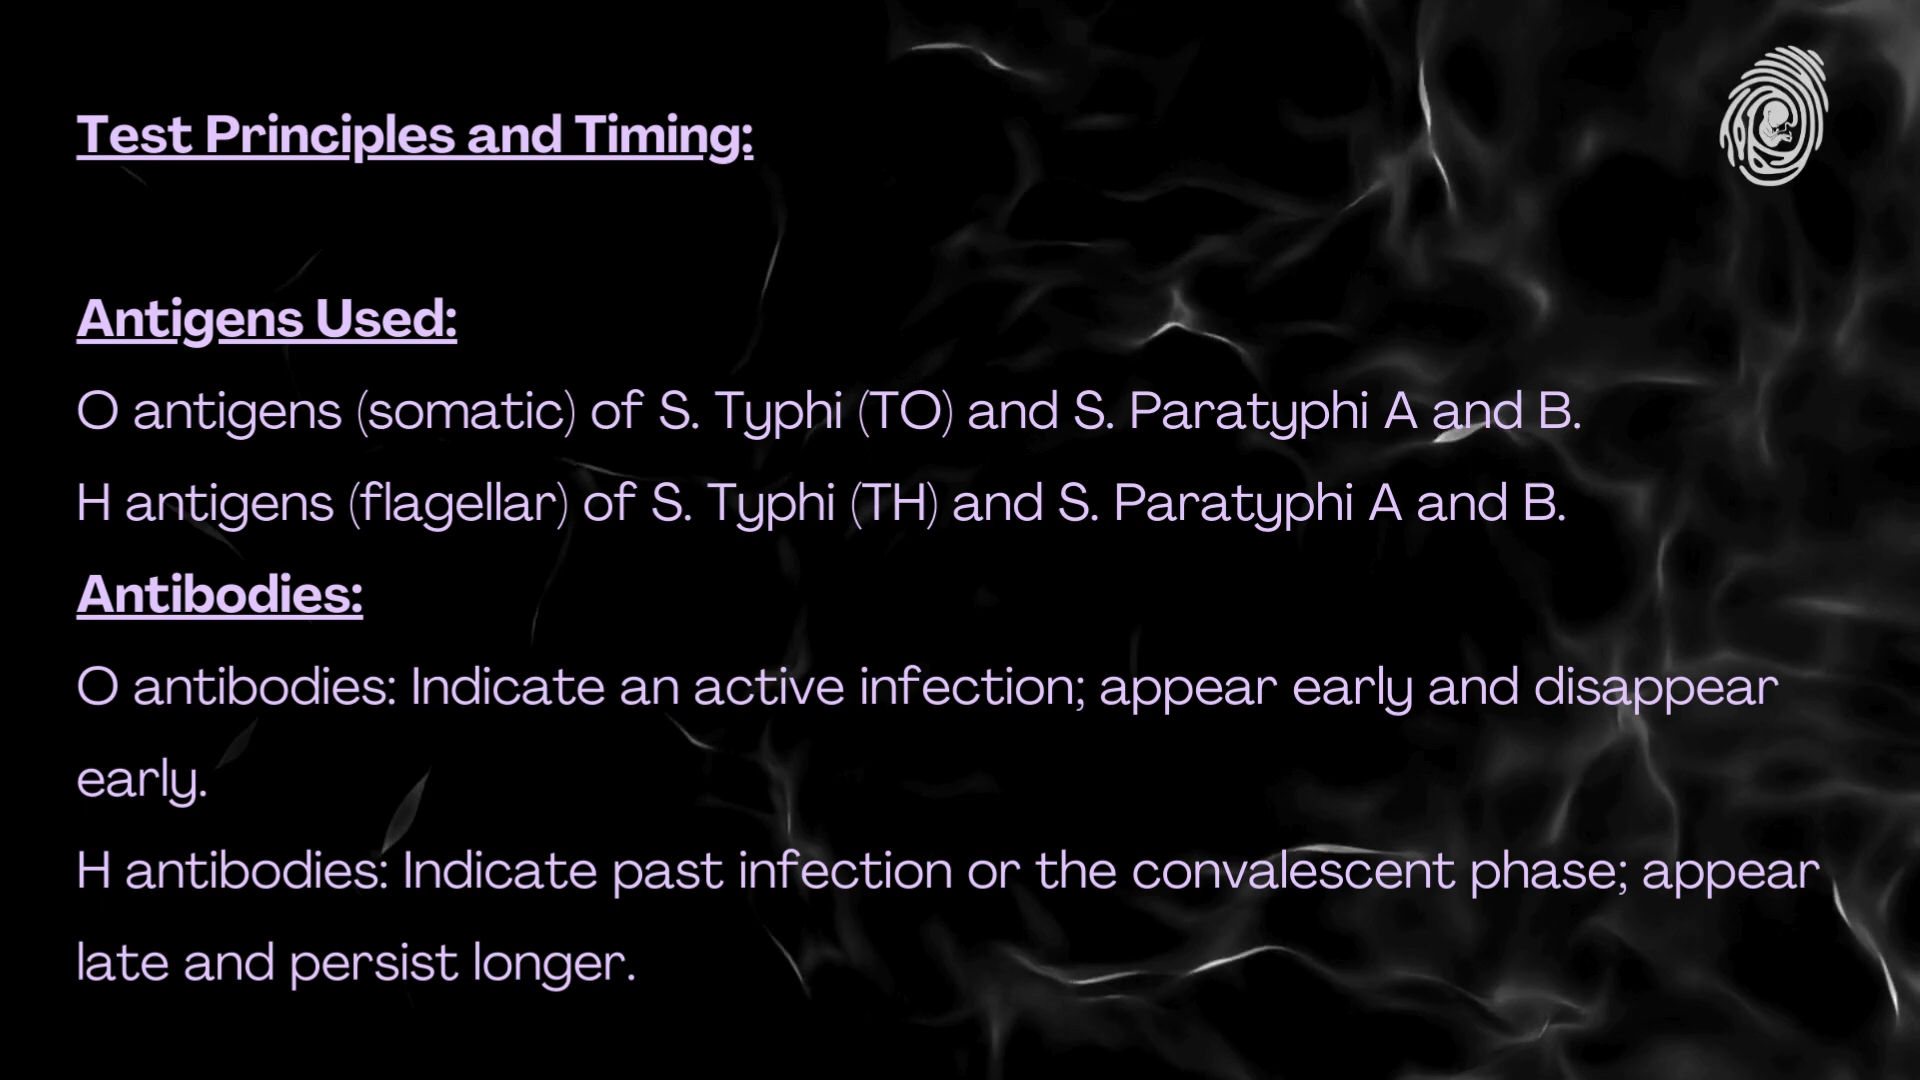 Test Principles and Timing:
Antigens Used:
O antigens (somatic) of S. Typhi (TO) and S. Paratyphi A and B.
H antigens (flagellar) of S. Typhi (TH) and S. Paratyphi A and B.
Antibodies:
O antibodies: Indicate an active infection; appear early and disappear
early.
H antibodies: Indicate past infection or the convalescent phase; appear
late and persist longer.